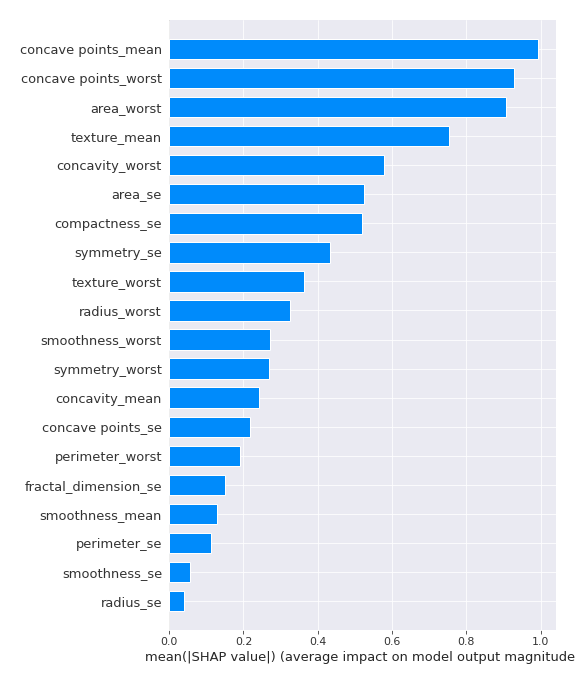 concave points_mean
concave points_worst
area_worst
texture_mean
concavity_worst
area_se
compactness_se
symmetry_se
texture_worst
radius_worst
smoothness_worst
symmetry_worst
concavity_mean
concave points_se
perimeter_worst
fractal_dimension_se
smoothness_mean
perimeter_se
smoothness_se
radius_se
0.0 0.2 0.4 0.6 0.8 1.0
mean(|SHAP value|) (average impact on model output magnitude